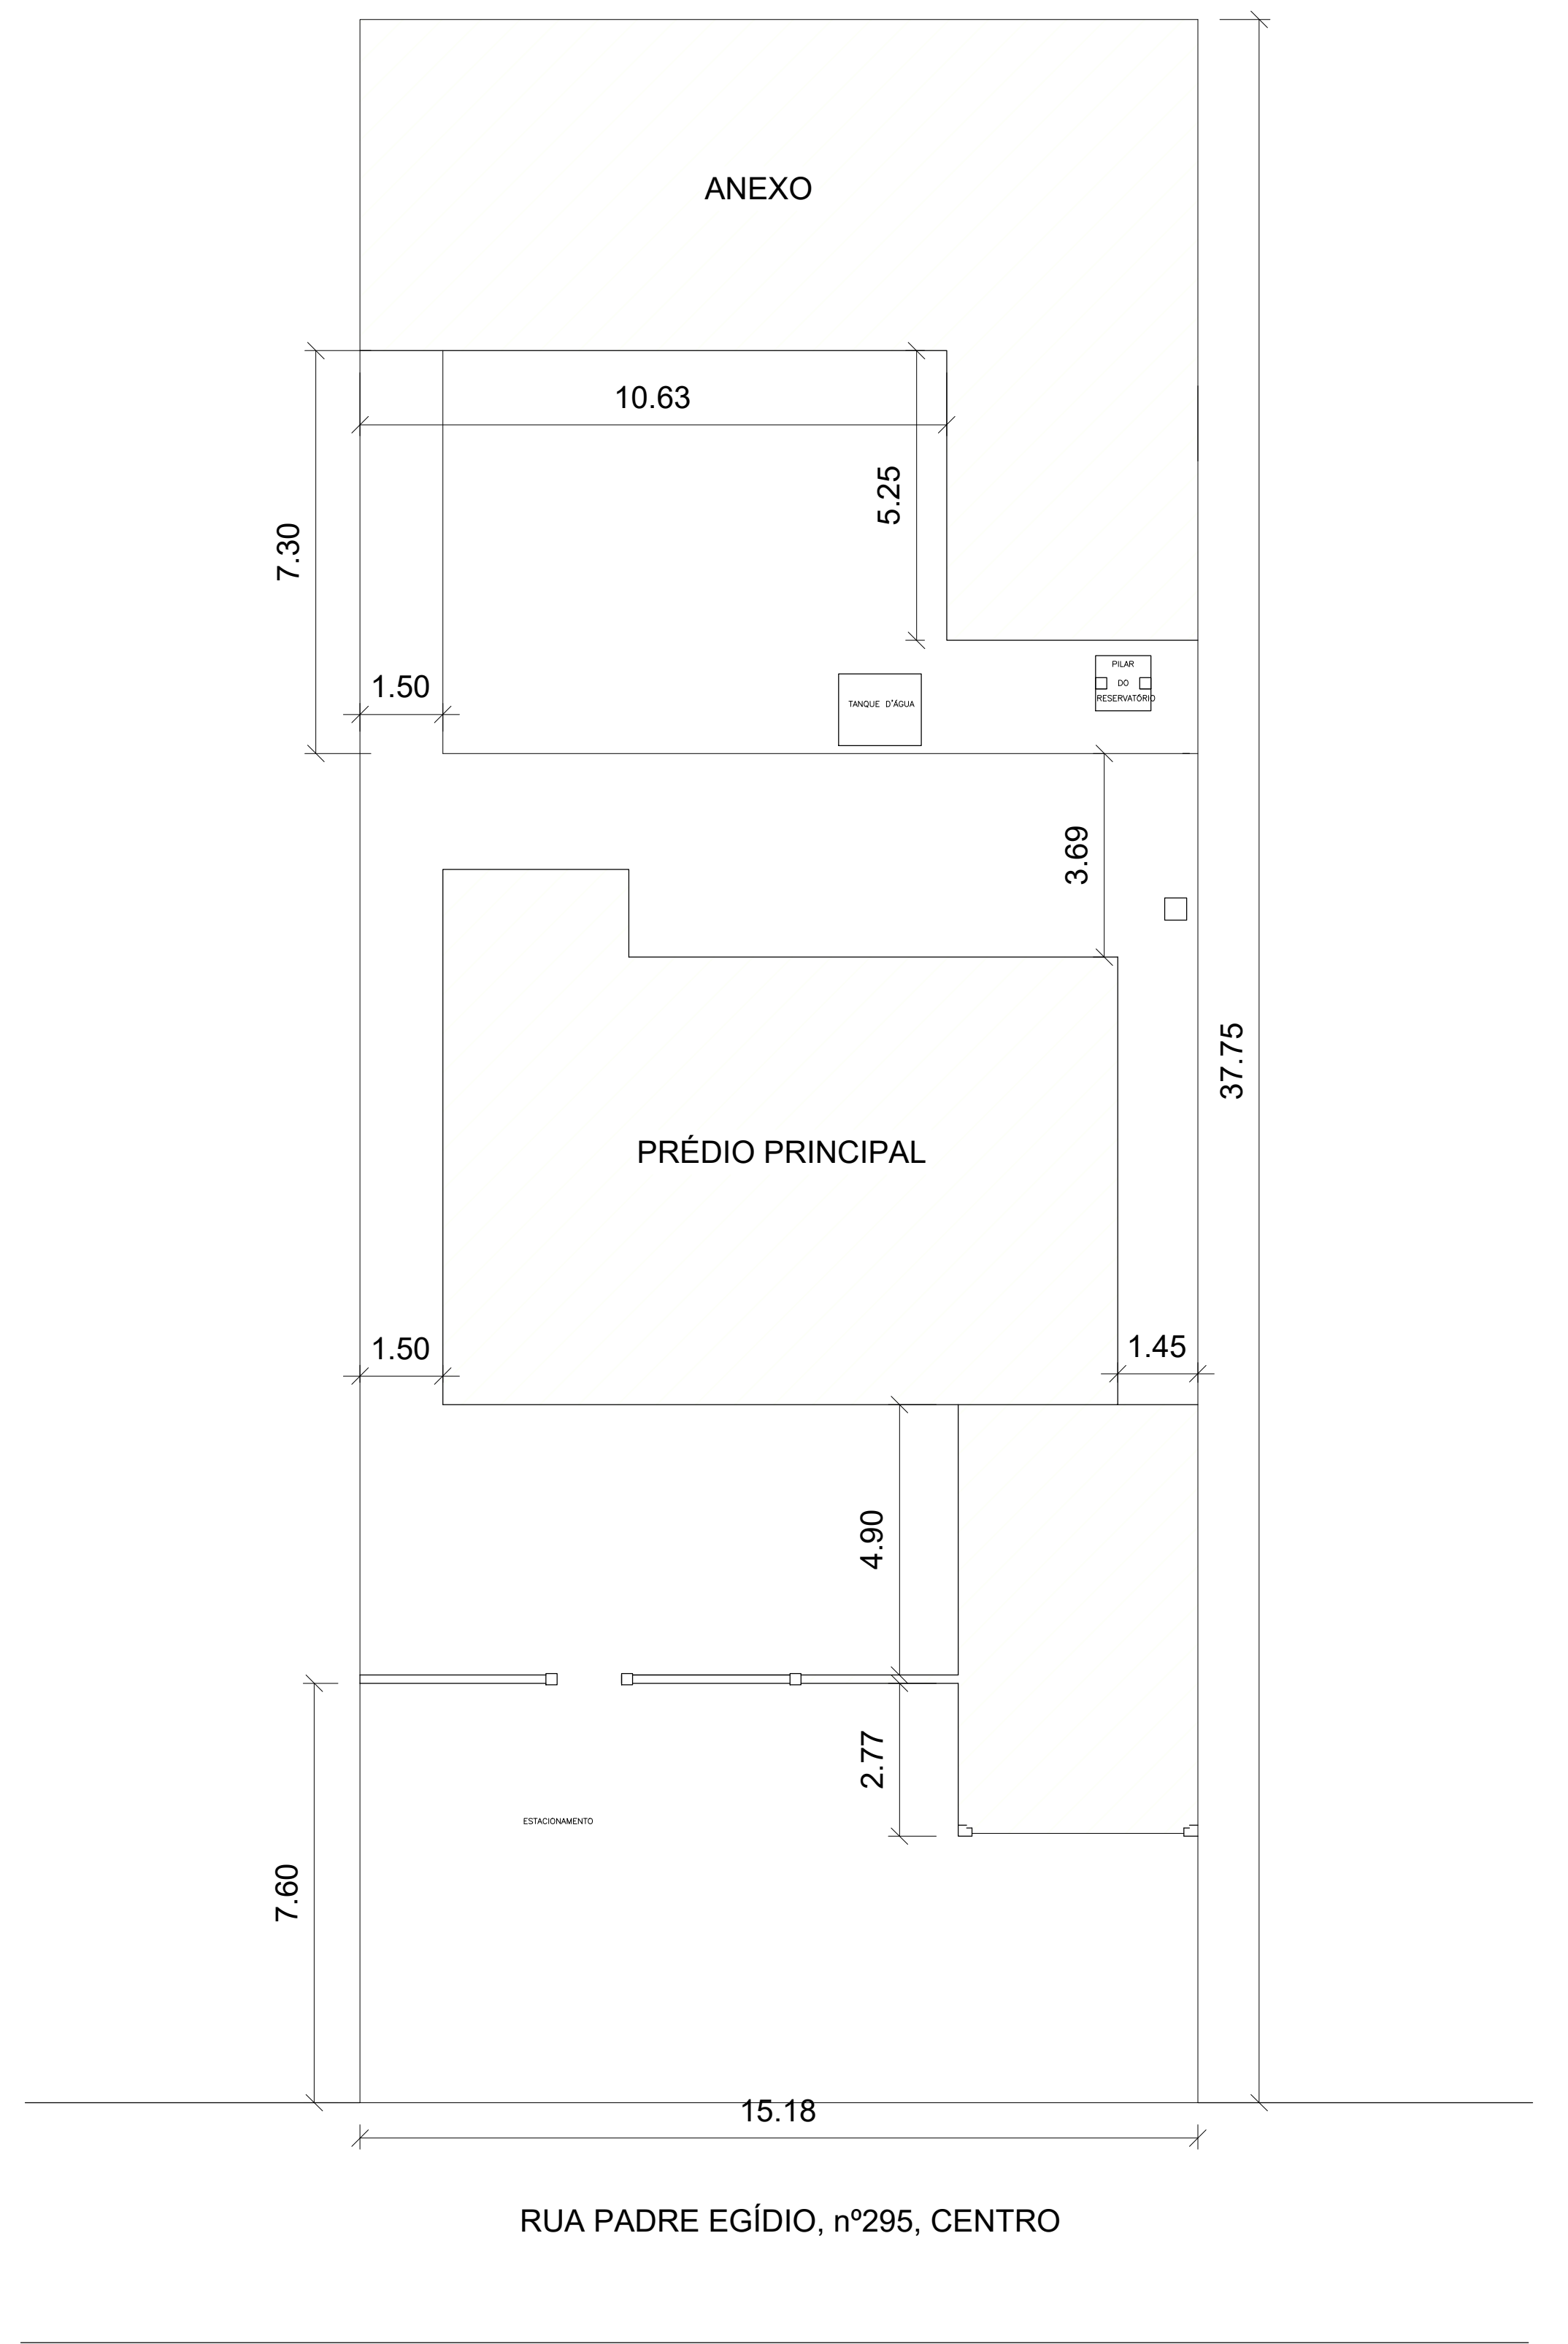 ANEXO
10.63
5.25
7.30
1.50
TANQUE D'ÁGUA
PILAR
DO
RESERVATÓRIO
3.69
37.75
PRÉDIO PRINCIPAL
1.50
1.45
4.90
2.77
ESTACIONAMENTO
7.60
15.18
RUA PADRE EGÍDIO, nº295, CENTRO